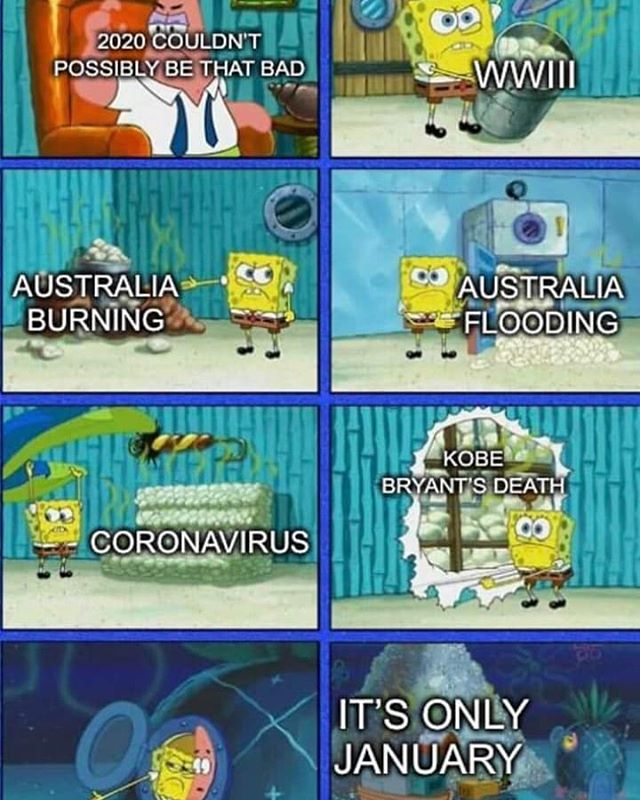 2020 COULDN'T
POSSIBLY BE THAT BAD
WWIII
AUSTRALIA
BURNING
AUSTRALIA
FLOODING
CORONAVIRUS
KOBE
BRYANT'S DEATH
IT'S ONLY
JANUARY